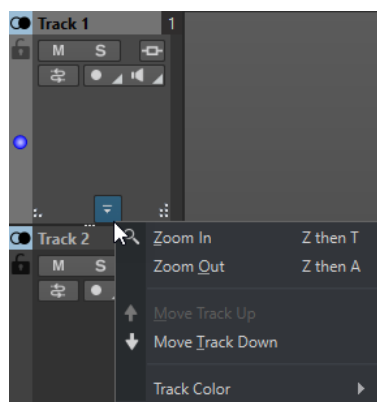 Track 1 1
M S
Track 2
M S
Zoom In Z then T
Zoom Out Z then A
Move Track Up
Move Track Down
Track Color